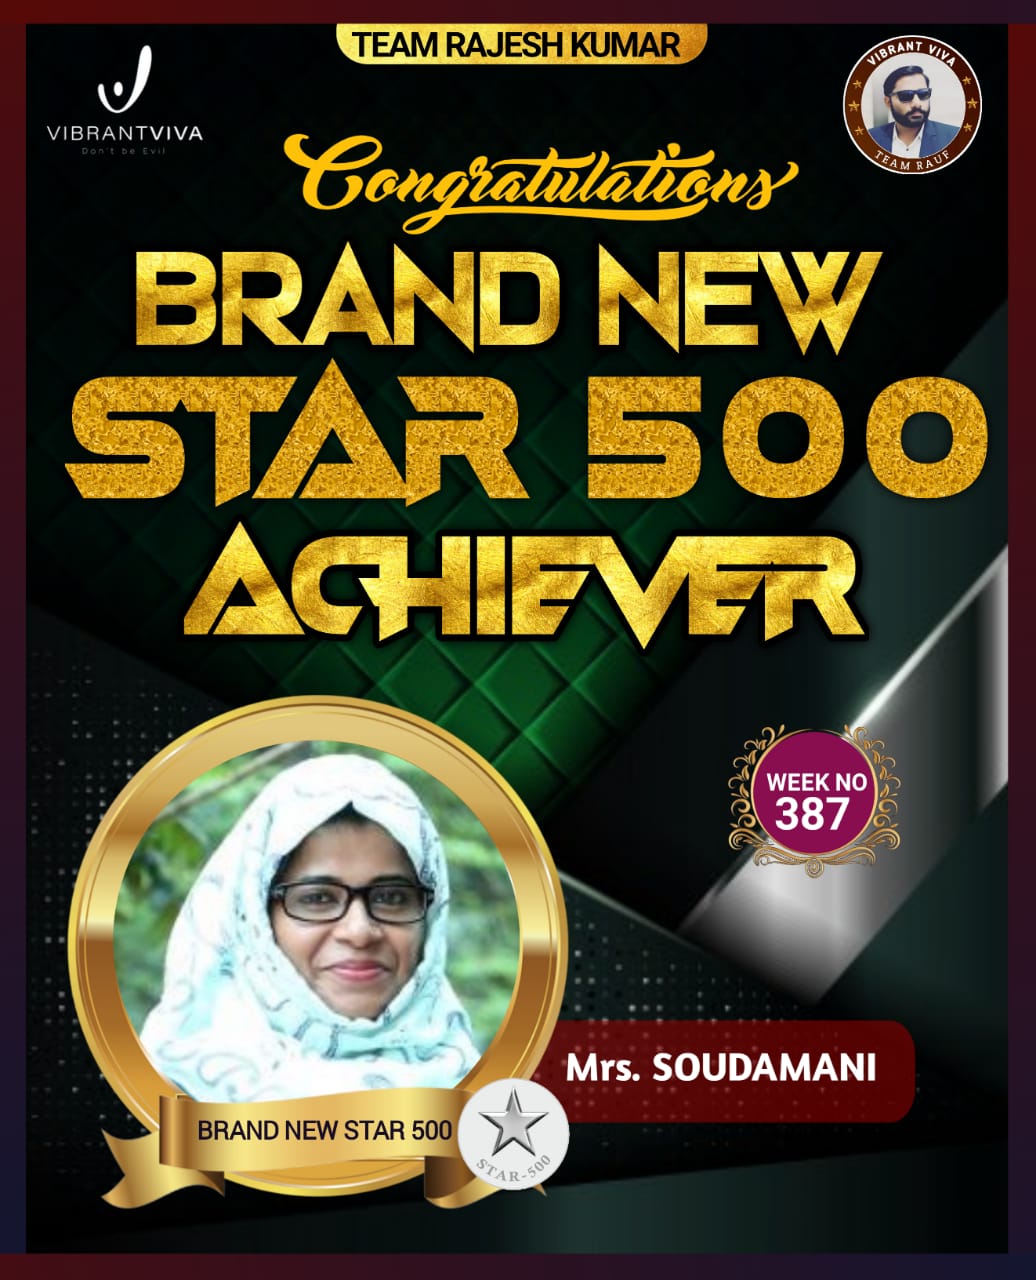 TEAM RAJESH KUMAR
VIBRANTVIVA
Don't be Evil
VIBRANT VIVA
TEAM RAUF
Congratulations
BRAND NEW
STAR 500
ACHIEVER
WEEK NO
387
Mrs. SOUDAMANI
BRAND NEW STAR 500
STAR-500